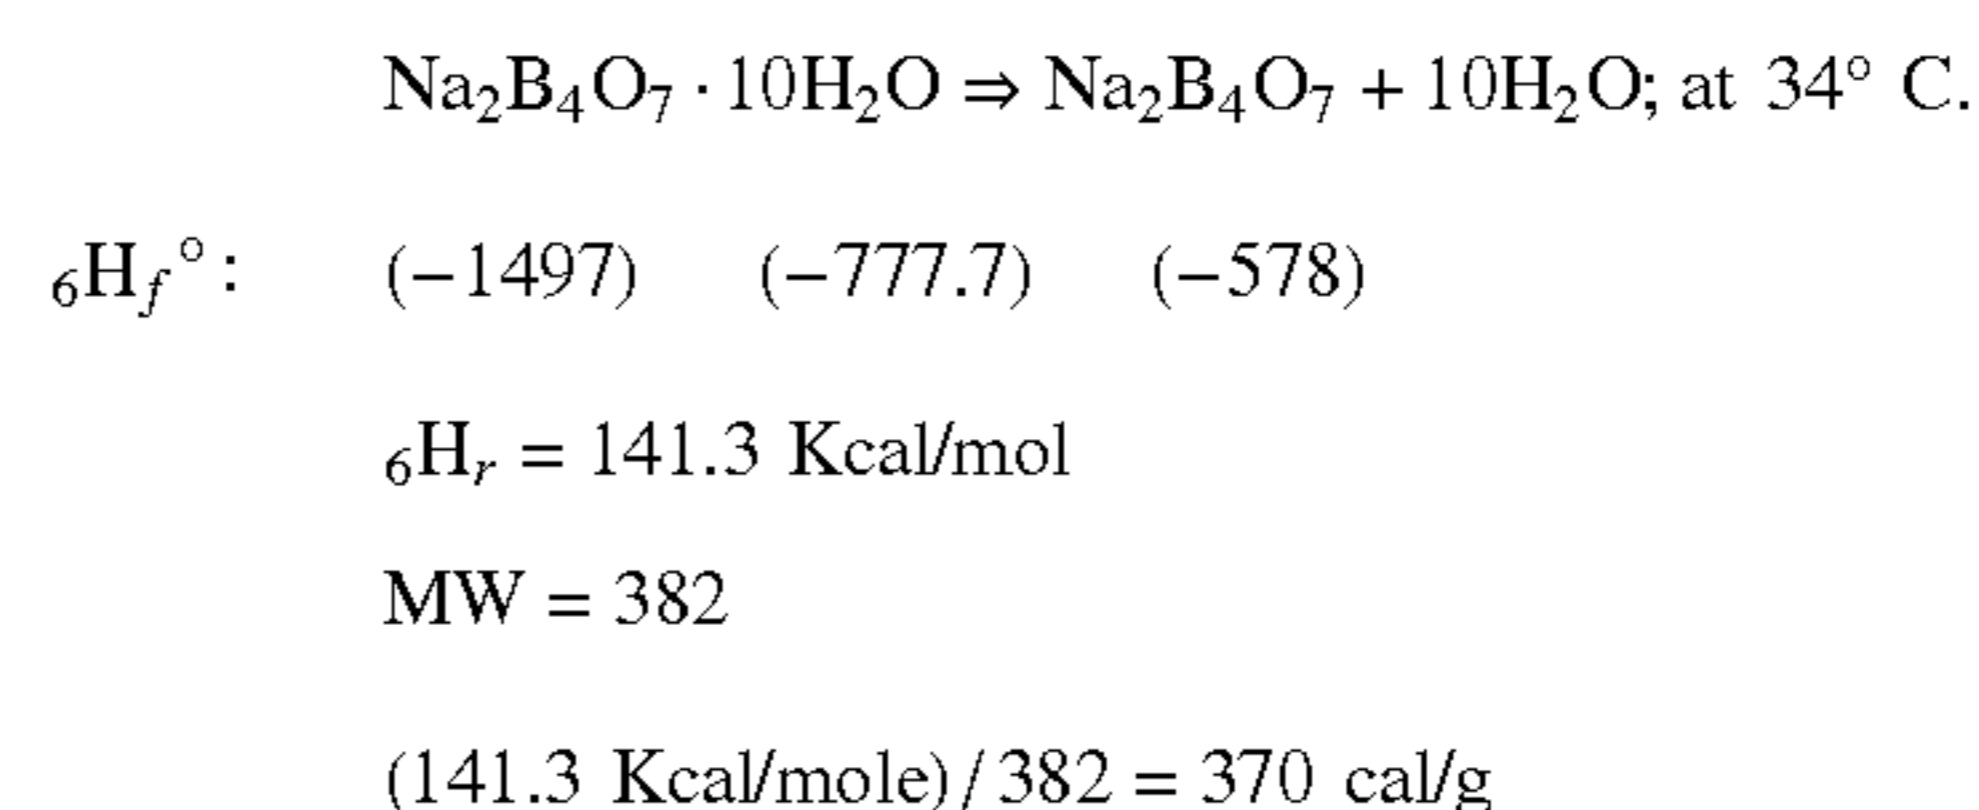 Na₂B₄O₇ · 10H₂O ⇒ Na₂B₄O₇ + 10H₂O; at 34° C.
₆H_f°: (−1497) (−777.7) (−578)
₆Hᵣ = 141.3 Kcal/mol
MW = 382
(141.3 Kcal/mole)/382 = 370 cal/g